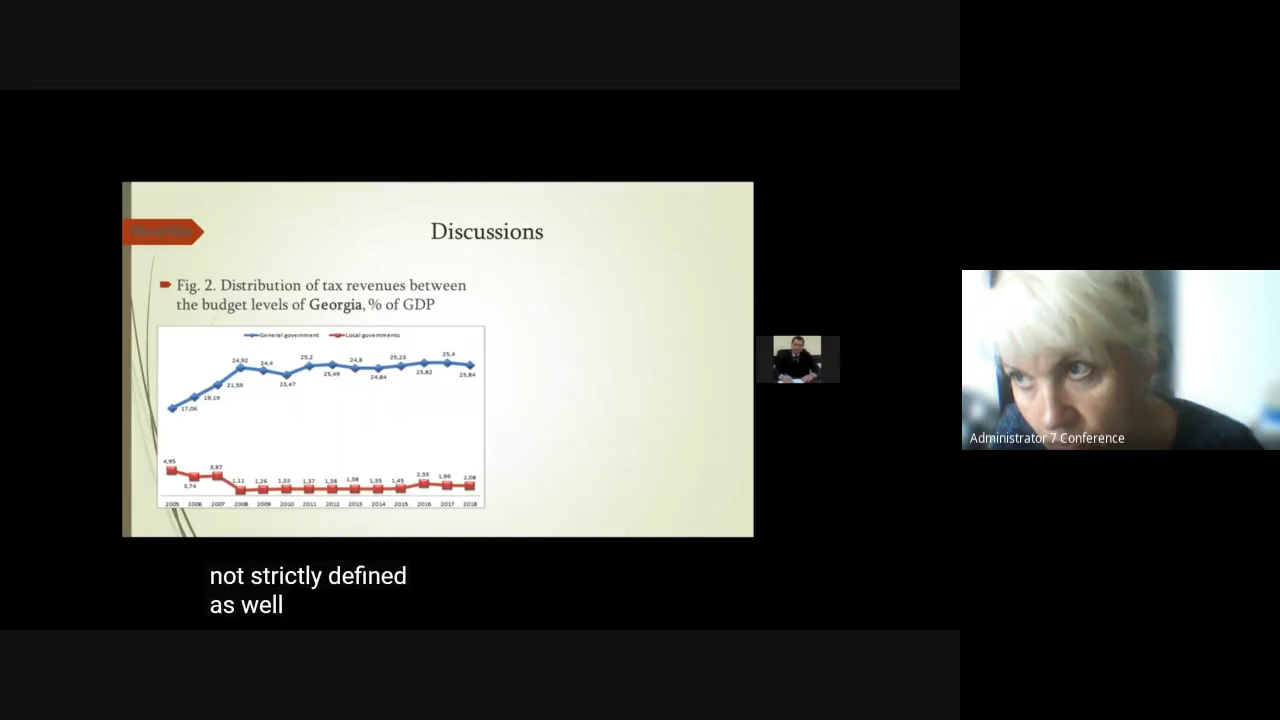 Discussions
Fig. 2. Distribution of tax revenues between
the budget levels of Georgia, % of GDP
General government Local governments
24,92 24,4 25,2 24,8 25,23 25,4
17,06 19,19 21,59 23,47 25,49 24,84 25,82 25,84
4,95 3,74 3,87 1,11 1,26 1,33 1,37 1,38 1,38 1,35 1,45 2,35 1,96 2,08
2005 2006 2007 2008 2009 2010 2011 2012 2013 2014 2015 2016 2017 2018
Administrator 7 Conference
not strictly defined
as well